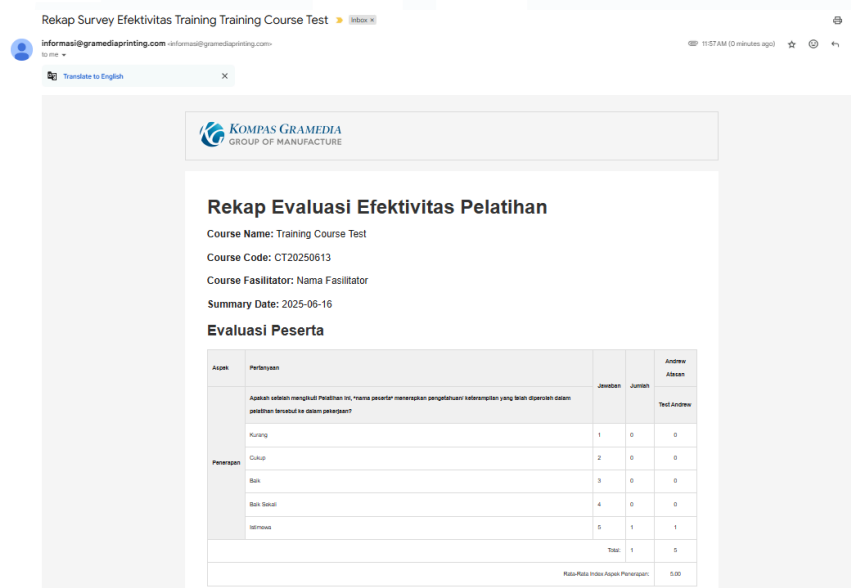 Rekap Survey Efektivitas Training Training Course Test
Inbox ×
informasi@gramediaprinting.com <informasi@gramediaprinting.com>
11:57 AM (0 minutes ago)
to me
Translate to English
KOMPAS GRAMEDIA
GROUP OF MANUFACTURE
Rekap Evaluasi Efektivitas Pelatihan
Course Name: Training Course Test
Course Code: CT20250613
Course Fasilitator: Nama Fasilitator
Summary Date: 2025-06-16
Evaluasi Peserta
Aspek Pertanyaan Jawaban Jumlah Andrew Atasan
Test Andrew
Penerapan
Apakah setelah mengikuti Pelatihan ini, *nama peserta* menerapkan pengetahuan/ keterampilan yang telah diperoleh dalam
pelatihan tersebut ke dalam pekerjaan?
Kurang 1 0 0
Cukup 2 0 0
Baik 3 0 0
Baik Sekali 4 0 0
Istimewa 5 1 1
Total: 1 5
Rata-Rata Index Aspek Penerapan: 5.00